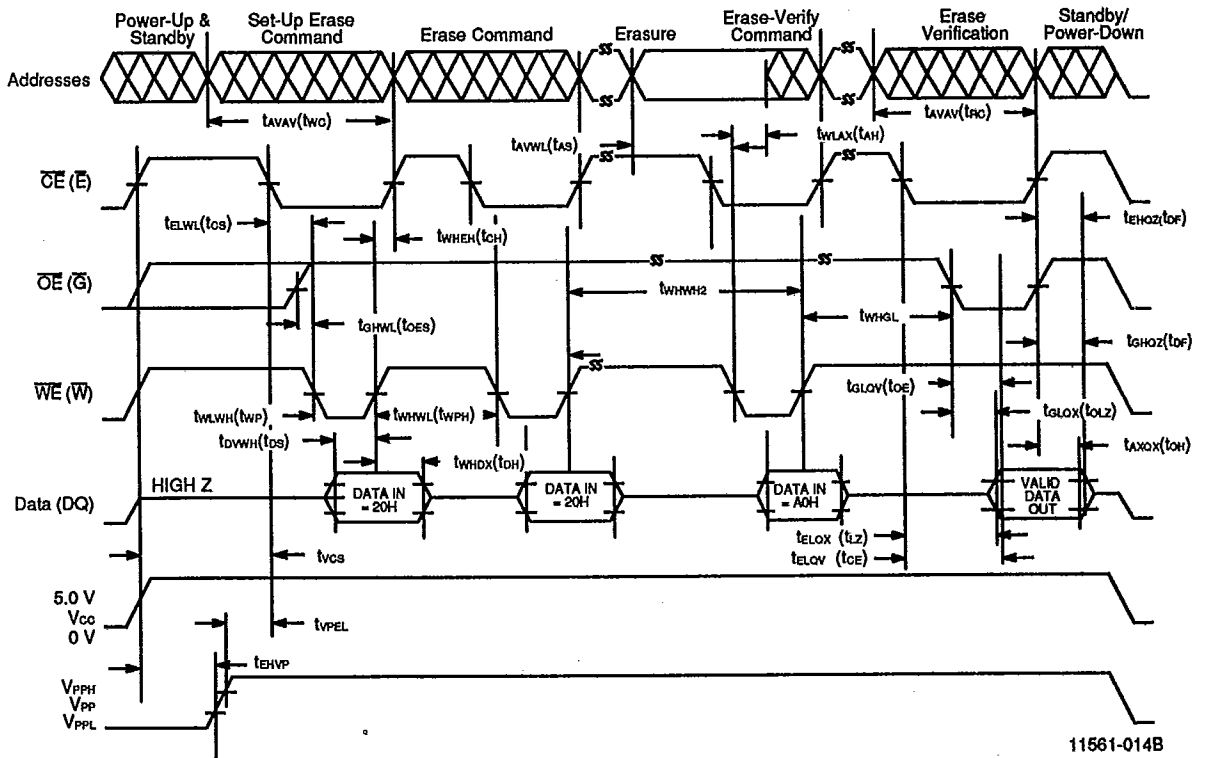 Power-Up &
Standby
Set-Up Erase
Command
Erase Command
Erasure
Erase-Verify
Command
Erase
Verification
Standby/
Power-Down
Addresses
tAVAV(tWC)
tAVWL(tAS)
tWLAX(tAH)
tAVAV(tRC)
CE (E)
tELWL(tCS)
tWHEH(tCH)
tEHQZ(tDF)
OE (G)
tWHWH2
tGHWL(tOES)
tWHGL
tGHQZ(tDF)
WE (W)
tGLQV(tOE)
tWLWH(tWP)
tWHWL(tWPH)
tGLQX(tOLZ)
tDVWH(tDS)
tWHDX(tDH)
tAXQX(tOH)
HIGH Z
Data (DQ)
DATA IN
= 20H
DATA IN
= 20H
DATA IN
= A0H
VALID
DATA
OUT
tELQX (tLZ)
tVCS
tELQV (tCE)
5.0 V
VCC
0 V
tVPEL
tEHVP
VPPH
VPP
VPPL
11561-014B